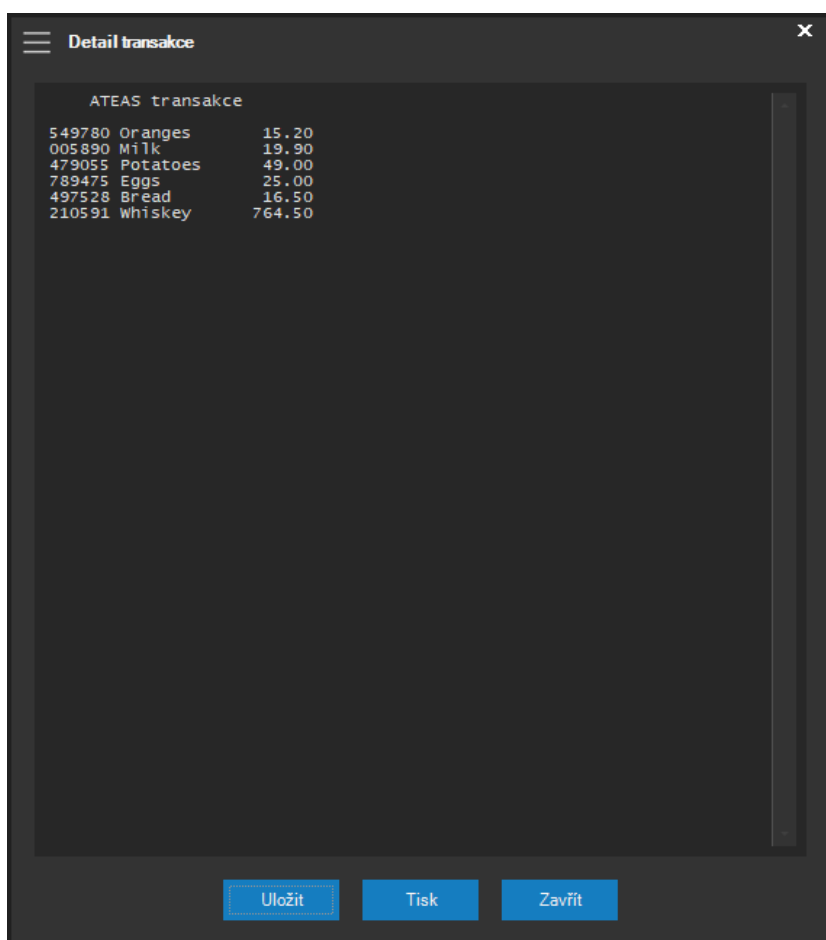 Detail transakce
ATEAS transakce
549780 Oranges 15.20
005890 Milk 19.90
479055 Potatoes 49.00
789475 Eggs 25.00
497528 Bread 16.50
210591 Whiskey 764.50
Uložit Tisk Zavřít